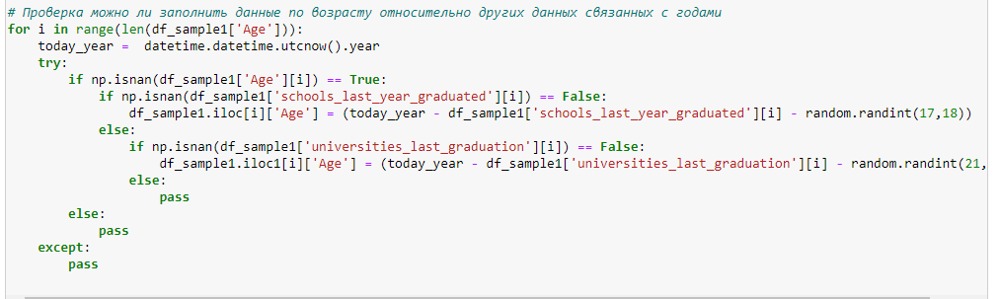 # Проверка можно ли заполнить данные по возрасту относительно других данных связанных с годами
for i in range(len(df_sample1['Age'])):
    today_year =  datetime.datetime.utcnow().year
    try:
        if np.isnan(df_sample1['Age'][i]) == True:
            if np.isnan(df_sample1['schools_last_year_graduated'][i]) == False:
                df_sample1.iloc[i]['Age'] = (today_year - df_sample1['schools_last_year_graduated'][i] - random.randint(17,18))
            else:
                if np.isnan(df_sample1['universities_last_graduation'][i]) == False:
                    df_sample1.iloc1[i]['Age'] = (today_year - df_sample1['universities_last_graduation'][i] - random.randint(21,
                else:
                    pass
        else:
            pass
    except:
        pass